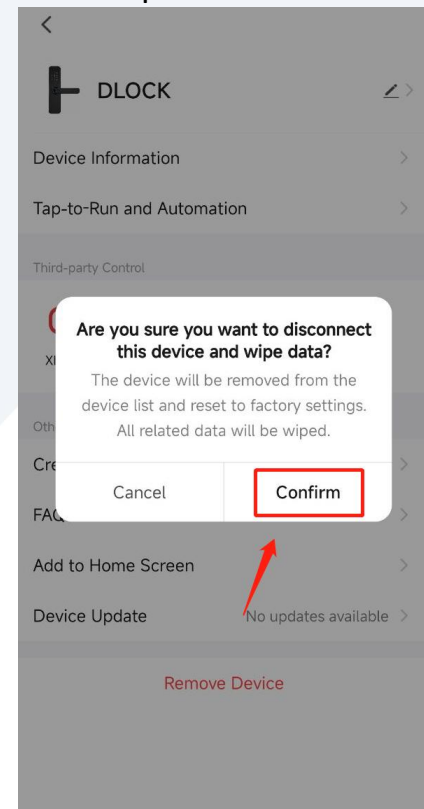 DLOCK
Device Information
Tap-to-Run and Automation
Third-party Control
Are you sure you want to disconnect
this device and wipe data?
The device will be removed from the
device list and reset to factory settings.
All related data will be wiped.
Cancel
Confirm
FAQ
Add to Home Screen
Device Update
No updates available
Remove Device